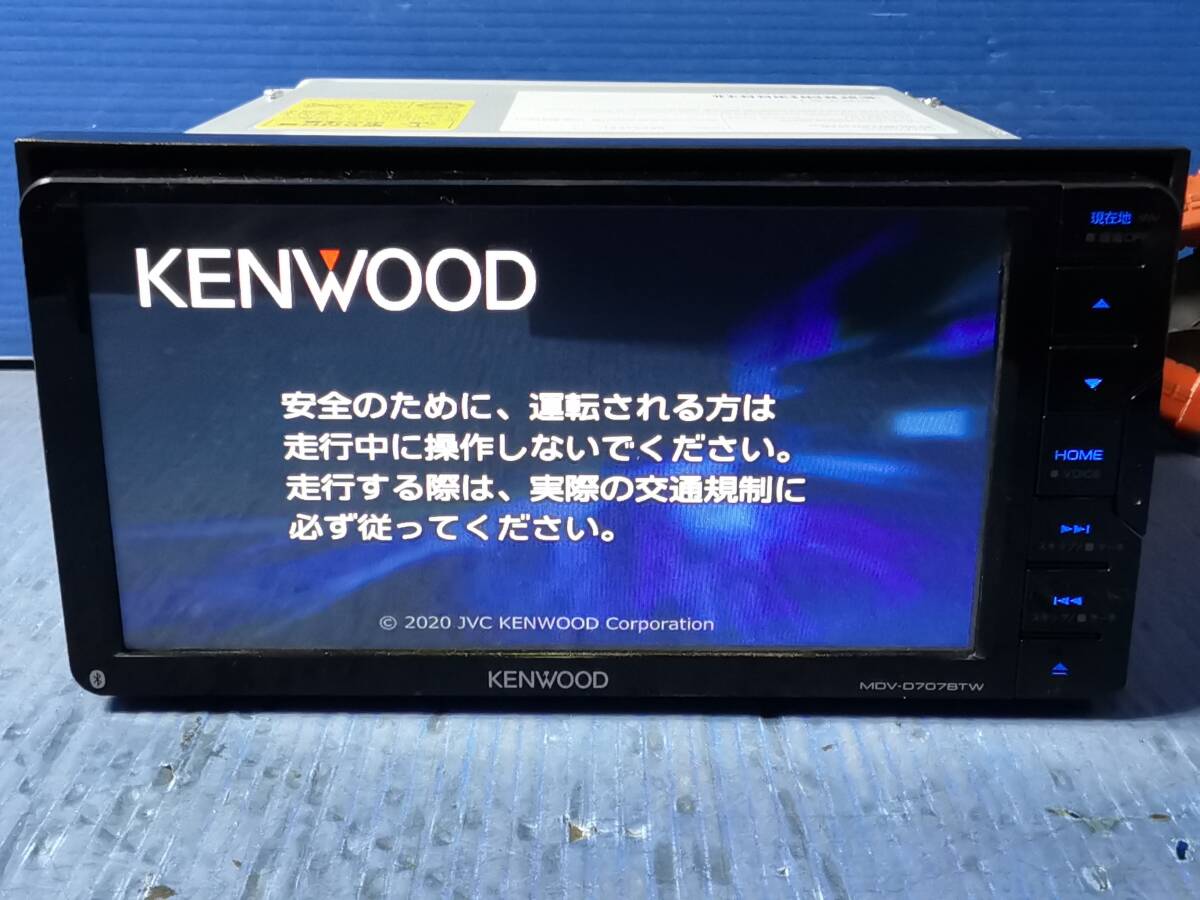 KENWOOD
安全のために、運転される方は
走行中に操作しないでください。
走行する際は、実際の交通規制に
必ず従ってください。
© 2020 JVC KENWOOD Corporation
KENWOOD
MDV-D707BTW
現在地
HOME
VOICE